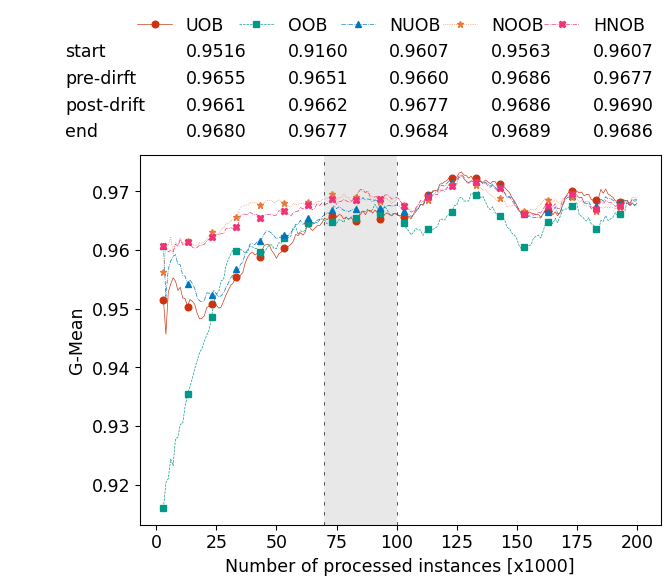 UOB OOB NUOB NOOB HNOB
start 0.9516 0.9160 0.9607 0.9563 0.9607
pre-dirft 0.9655 0.9651 0.9660 0.9686 0.9677
post-drift 0.9661 0.9662 0.9677 0.9686 0.9690
end 0.9680 0.9677 0.9684 0.9689 0.9686
0.97
0.96
0.95
0.94
0.93
0.92
G-Mean
0 25 50 75 100 125 150 175 200
Number of processed instances [x1000]